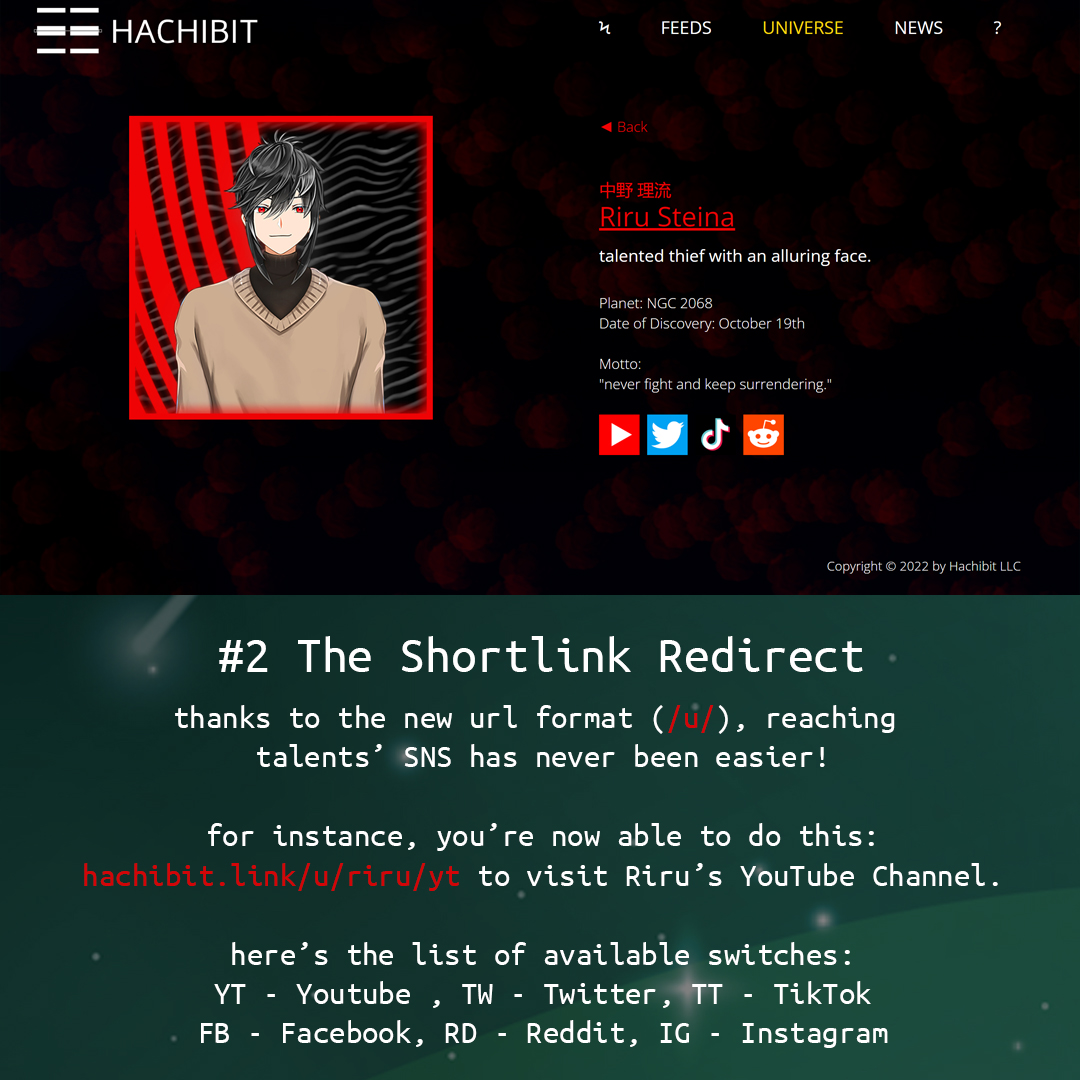 HACHIBIT
Ϟ FEEDS UNIVERSE NEWS ?
◄ Back
中野 理流
Riru Steina
talented thief with an alluring face.
Planet: NGC 2068
Date of Discovery: October 19th
Motto:
"never fight and keep surrendering."
Copyright © 2022 by Hachibit LLC
#2 The Shortlink Redirect
thanks to the new url format (/u/), reaching
talents’ SNS has never been easier!
for instance, you’re now able to do this:
hachibit.link/u/riru/yt to visit Riru’s YouTube Channel.
here’s the list of available switches:
YT - Youtube , TW - Twitter, TT - TikTok
FB - Facebook, RD - Reddit, IG - Instagram